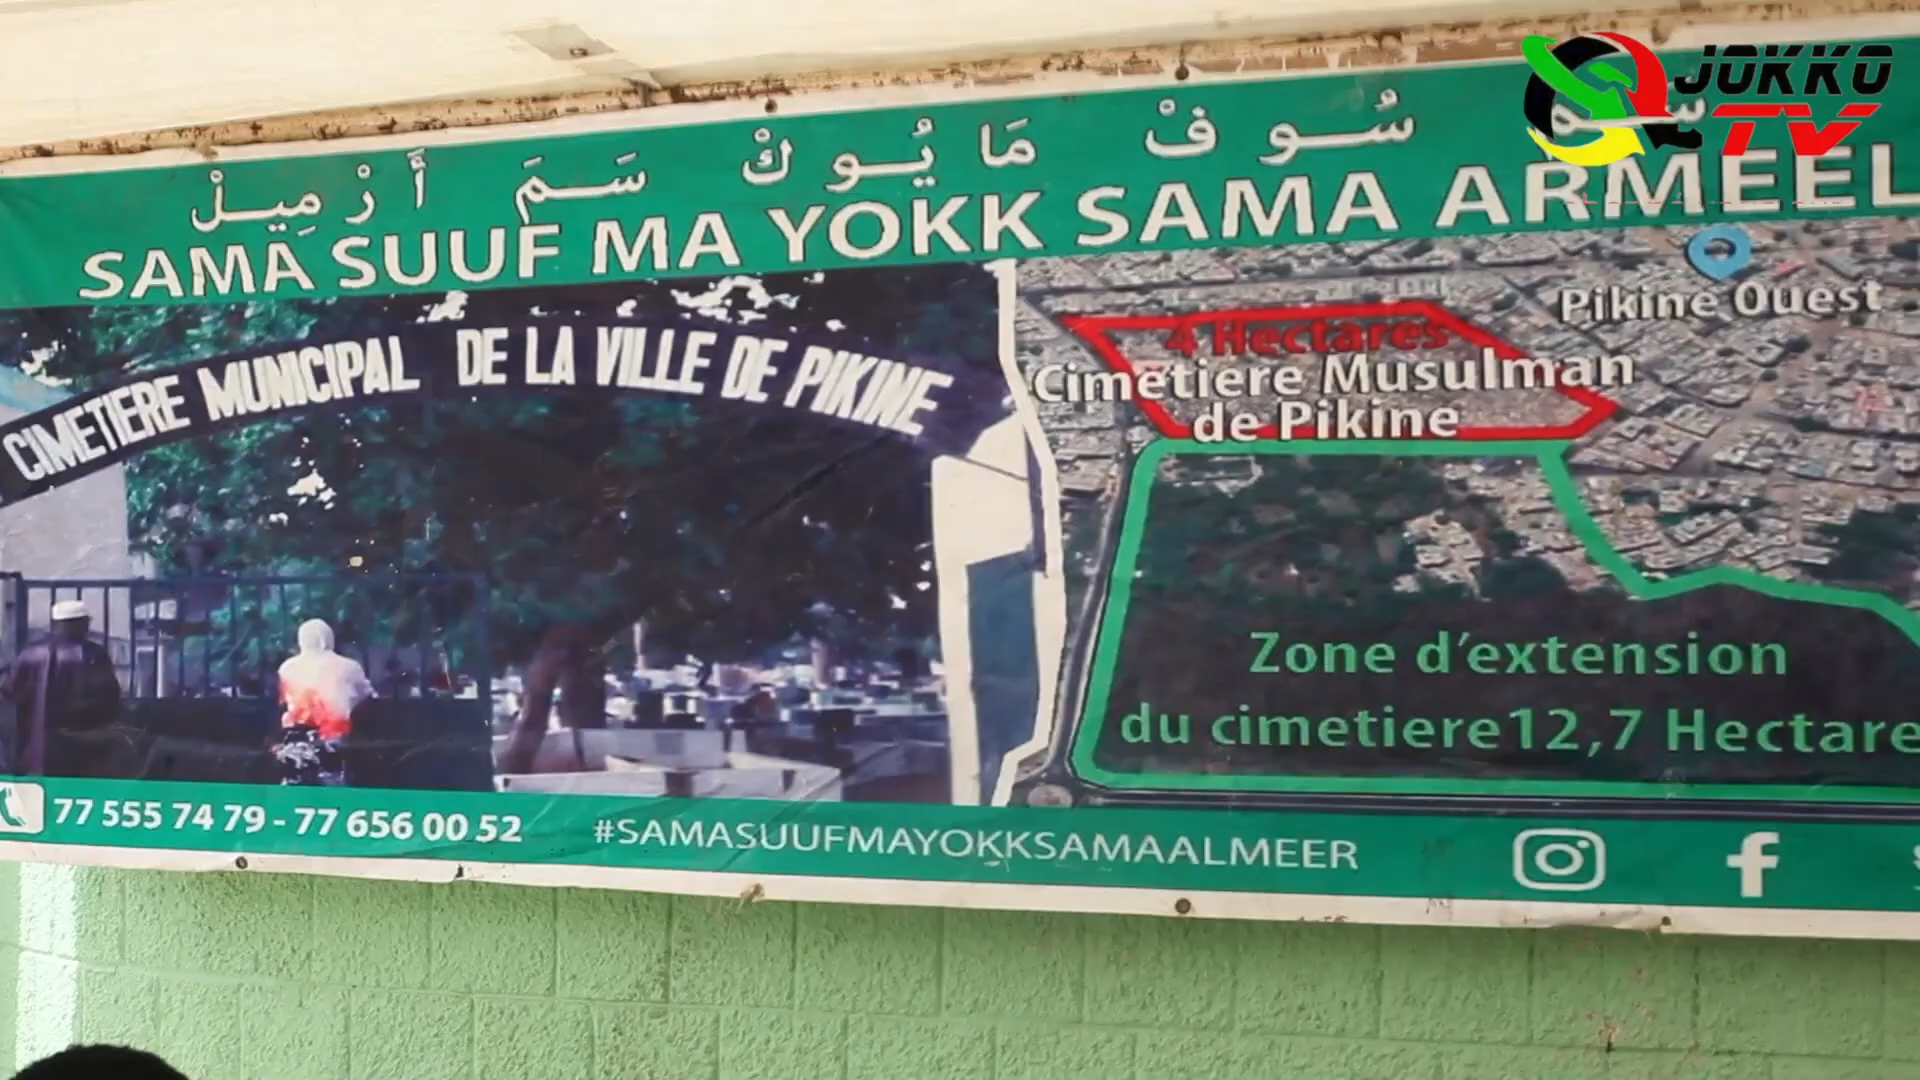 JOKKO
TV
سَمَ سُوفْ مَا يُوكْ سَمَ أَرْمِيلْ
SAMA SUUF MA YOKK SAMA ARMEEL
CIMETIERE MUNICIPAL DE LA VILLE DE PIKINE
Pikine Ouest
4 Hectares
Cimetiere Musulman
de Pikine
Zone d'extension
du cimetiere12,7 Hectare
77 555 74 79 - 77 656 00 52
#SAMASUUFMAYOKKSAMAALMEER